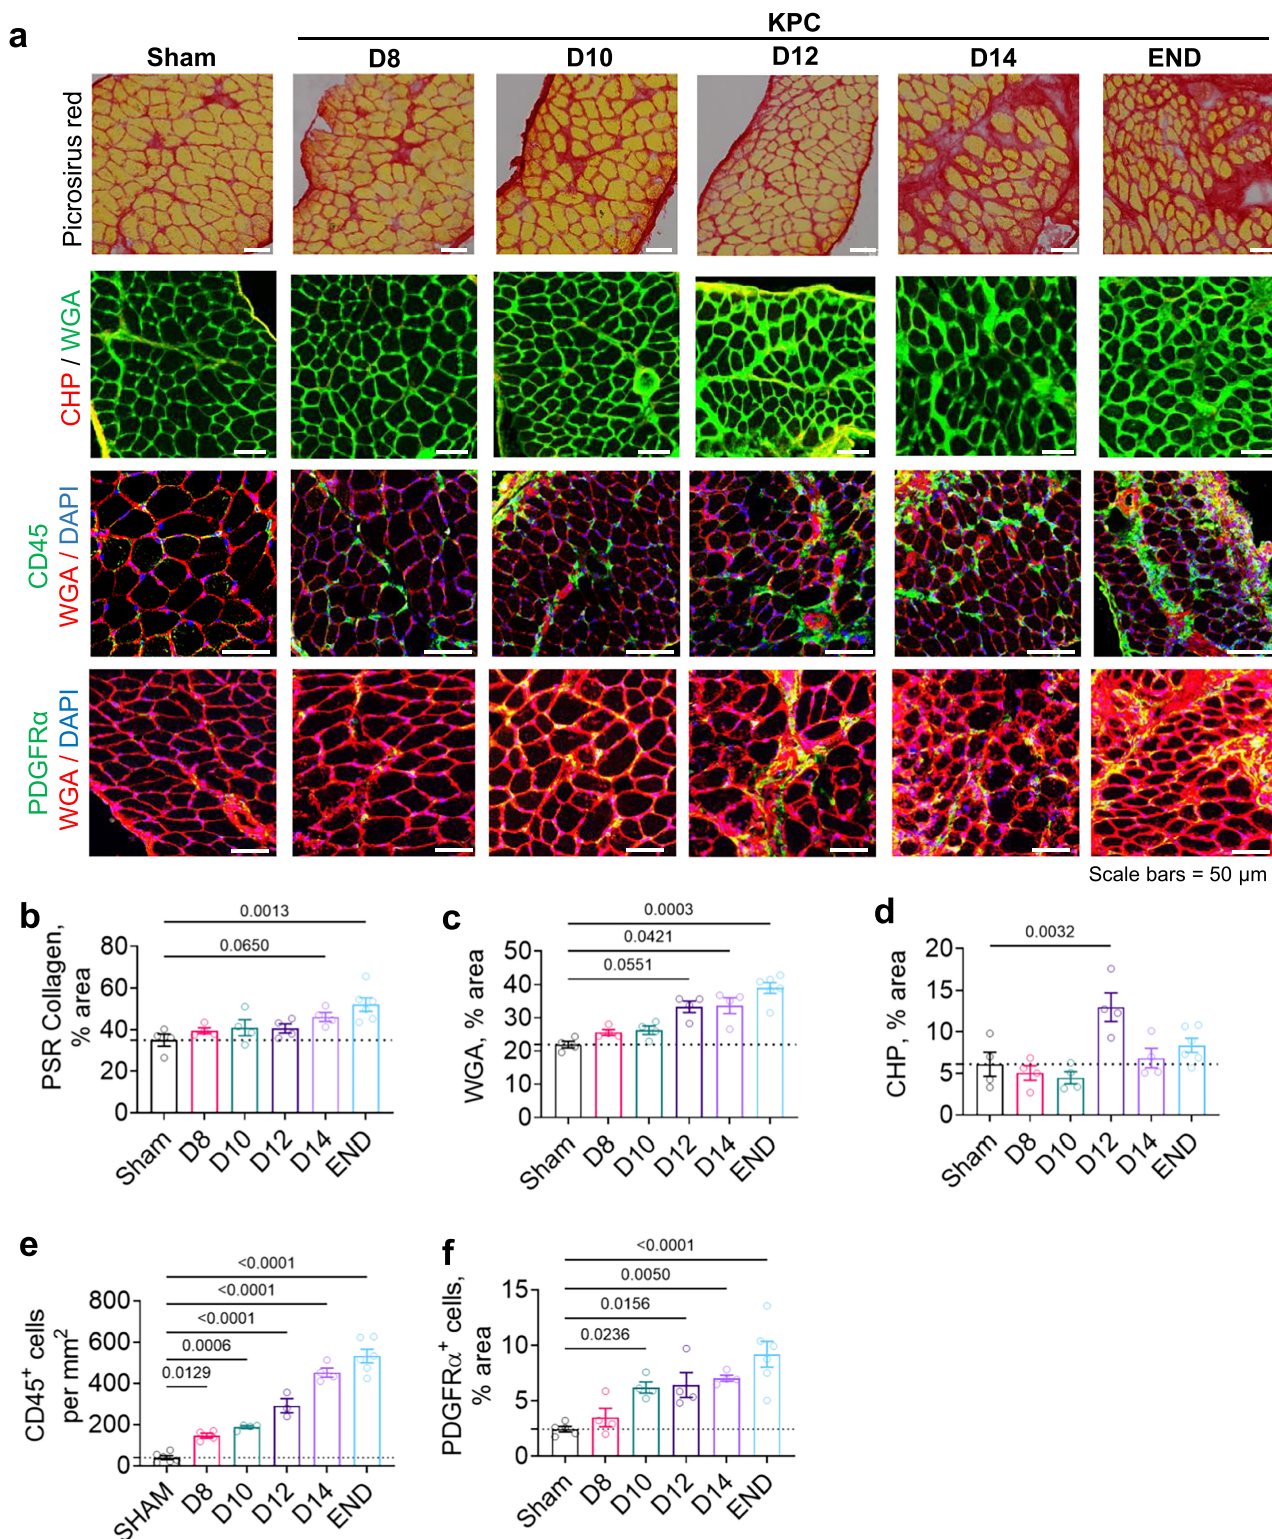 a
KPC
Sham D8 D10 D12 D14 END
Picrosirus red
CHP / WGA
CD45
WGA / DAPI
PDGFRα
WGA / DAPI
Scale bars = 50 µm
b
0.0013
0.0650
PSR Collagen,
% area
80
60
40
20
0
Sham D8 D10 D12 D14 END
c
0.0003
0.0421
0.0551
WGA, % area
50
40
30
20
10
0
Sham D8 D10 D12 D14 END
d
0.0032
CHP, % area
20
15
10
5
0
Sham D8 D10 D12 D14 END
e
<0.0001
<0.0001
<0.0001
0.0006
0.0129
CD45⁺ cells
per mm²
800
600
400
200
0
SHAM D8 D10 D12 D14 END
f
<0.0001
0.0050
0.0156
0.0236
PDGFRα⁺ cells,
% area
15
10
5
0
Sham D8 D10 D12 D14 END